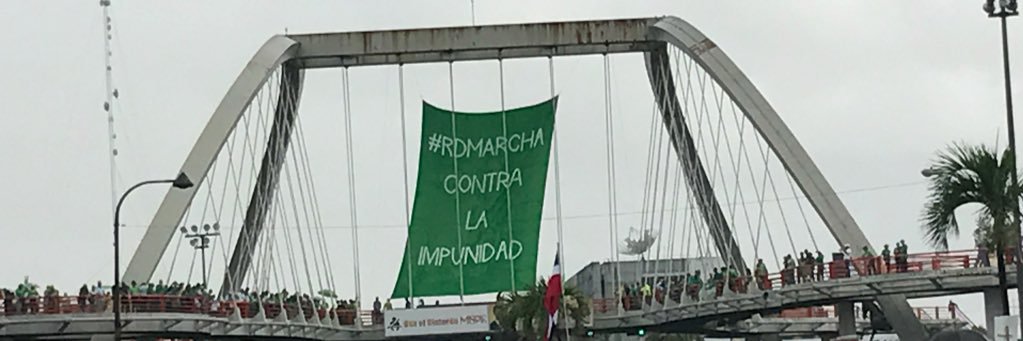 #RDMARCHA
CONTRA
LA
IMPUNIDAD